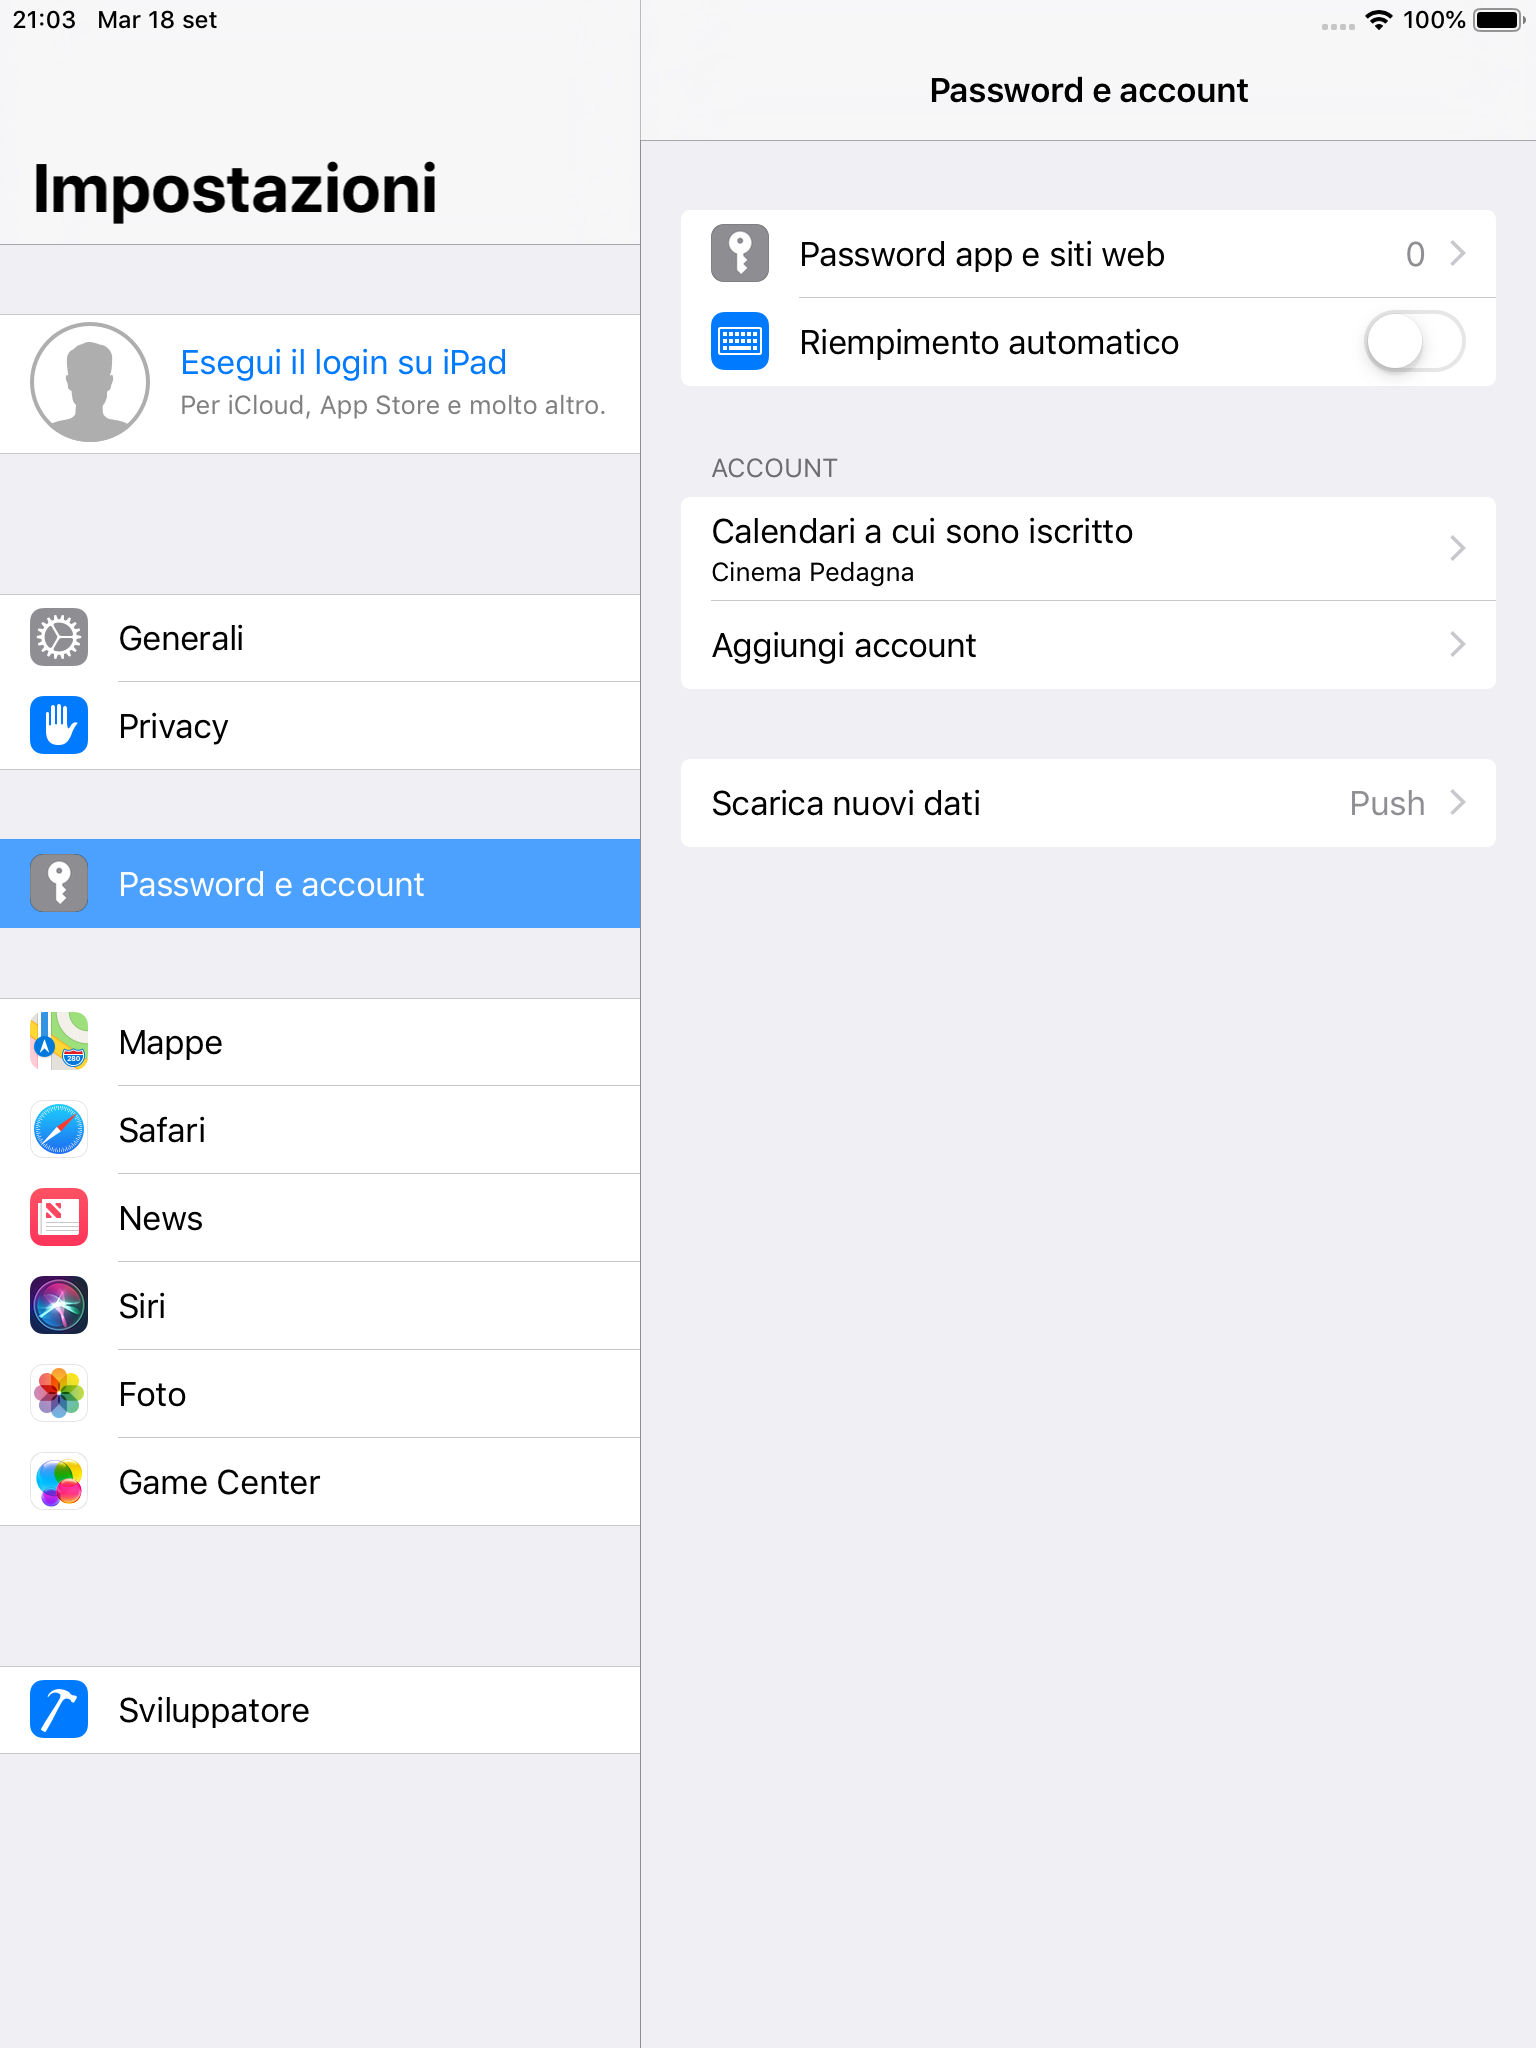 21:03 Mar 18 set
100%
Impostazioni
Esegui il login su iPad
Per iCloud, App Store e molto altro.
Generali
Privacy
Password e account
Mappe
280
Safari
News
Siri
Foto
Game Center
Sviluppatore
Password e account
Password app e siti web 0
Riempimento automatico
ACCOUNT
Calendari a cui sono iscritto
Cinema Pedagna
Aggiungi account
Scarica nuovi dati Push